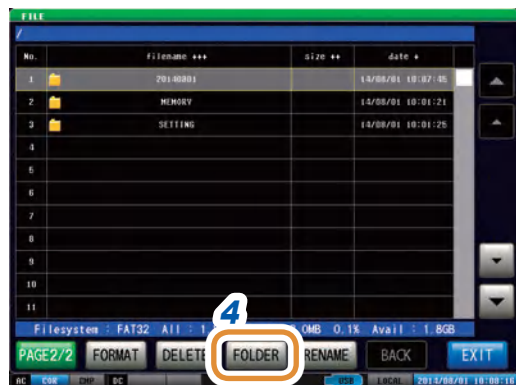 FILE
/
No. filename +++ size ++ date +
1 20140801 14/08/01 10:07:45
2 MEMORY 14/08/01 10:01:21
3 SETTING 14/08/01 10:01:25
4
5
6
7
8
9
10
11
4
Filesystem : FAT32 All : 1. .0MB 0.1% Avail : 1.8GB
PAGE2/2 FORMAT DELETE FOLDER RENAME BACK EXIT
AC COR CMP DC USB LOCAL 2014/08/01 10:08:16